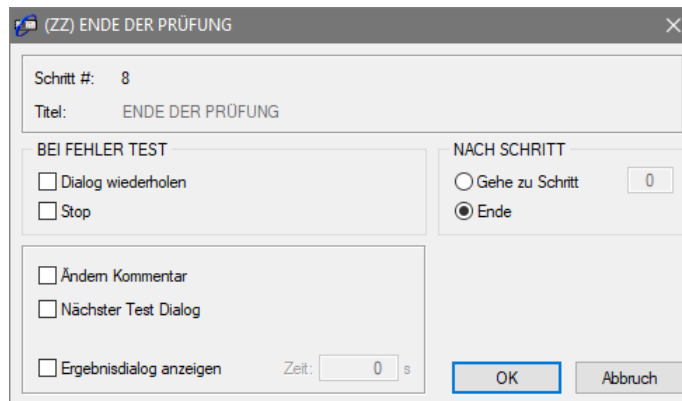 (ZZ) ENDE DER PRÜFUNG
Schritt #: 8
Titel: ENDE DER PRÜFUNG
BEI FEHLER TEST
Dialog wiederholen
Stop
NACH SCHRITT
Gehe zu Schritt 0
Ende
Ändern Kommentar
Nächster Test Dialog
Ergebnisdialog anzeigen Zeit: 0 s
OK Abbruch